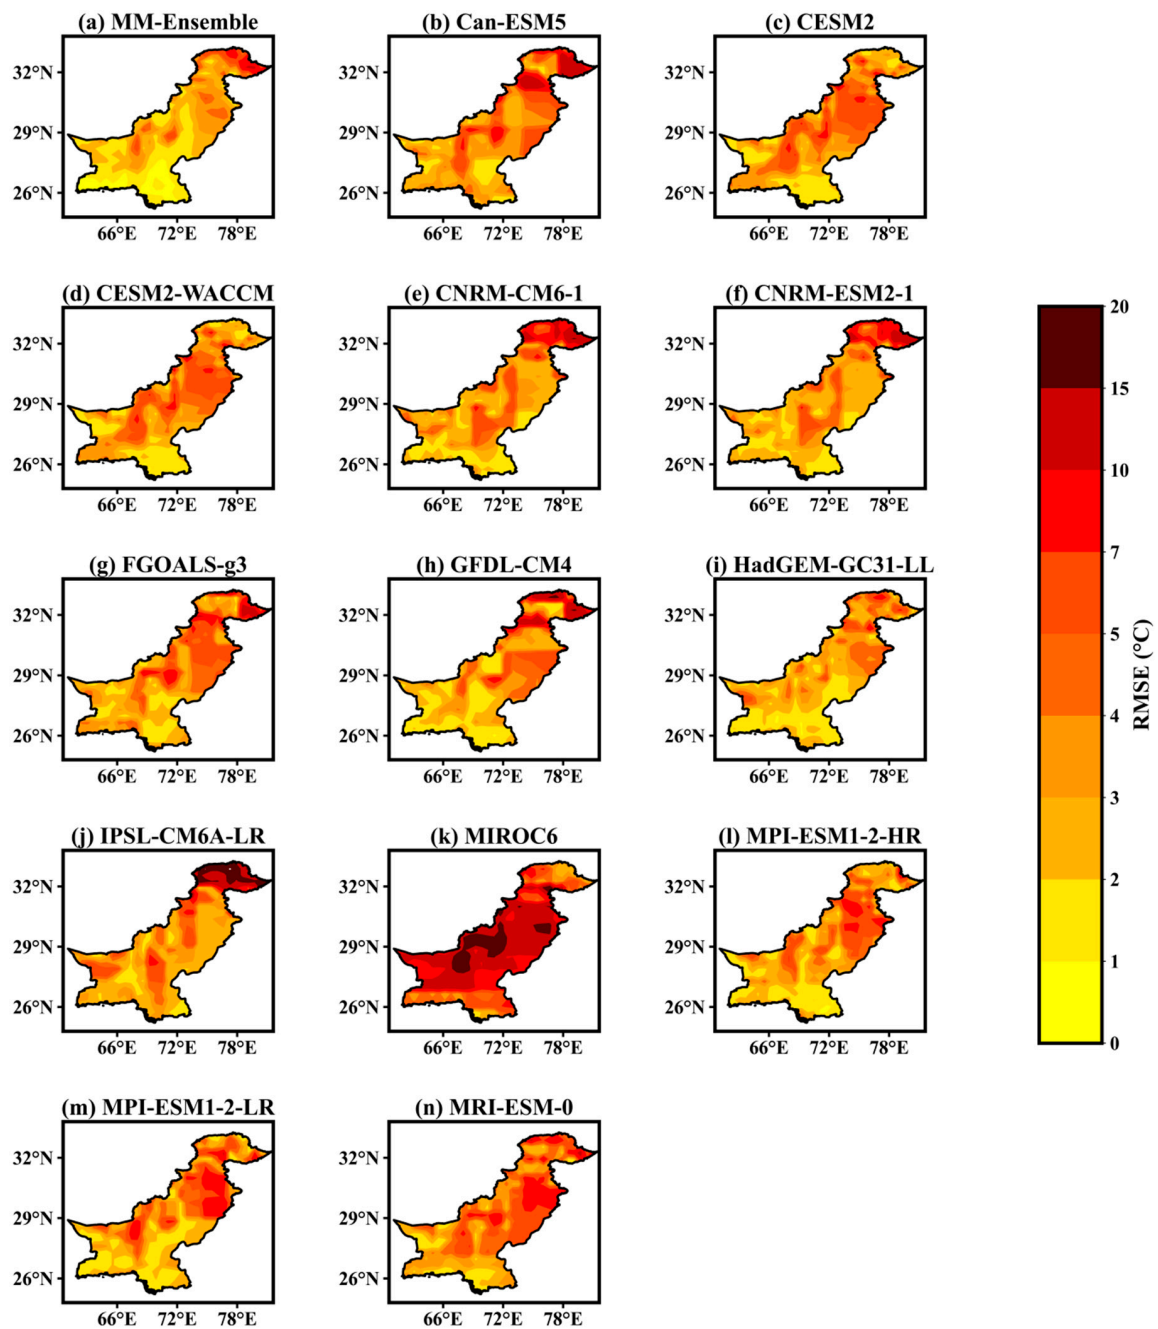 (a) MM-Ensemble
(b) Can-ESM5
(c) CESM2
32°N
29°N
26°N
66°E 72°E 78°E
32°N
29°N
26°N
66°E 72°E 78°E
32°N
29°N
26°N
66°E 72°E 78°E
(d) CESM2-WACCM
(e) CNRM-CM6-1
(f) CNRM-ESM2-1
32°N
29°N
26°N
66°E 72°E 78°E
32°N
29°N
26°N
66°E 72°E 78°E
32°N
29°N
26°N
66°E 72°E 78°E
(g) FGOALS-g3
(h) GFDL-CM4
(i) HadGEM-GC31-LL
32°N
29°N
26°N
66°E 72°E 78°E
32°N
29°N
26°N
66°E 72°E 78°E
32°N
29°N
26°N
66°E 72°E 78°E
(j) IPSL-CM6A-LR
(k) MIROC6
(l) MPI-ESM1-2-HR
32°N
29°N
26°N
66°E 72°E 78°E
32°N
29°N
26°N
66°E 72°E 78°E
32°N
29°N
26°N
66°E 72°E 78°E
(m) MPI-ESM1-2-LR
(n) MRI-ESM-0
32°N
29°N
26°N
66°E 72°E 78°E
32°N
29°N
26°N
66°E 72°E 78°E
20
15
10
7
5
4
3
2
1
0
RMSE (°C)